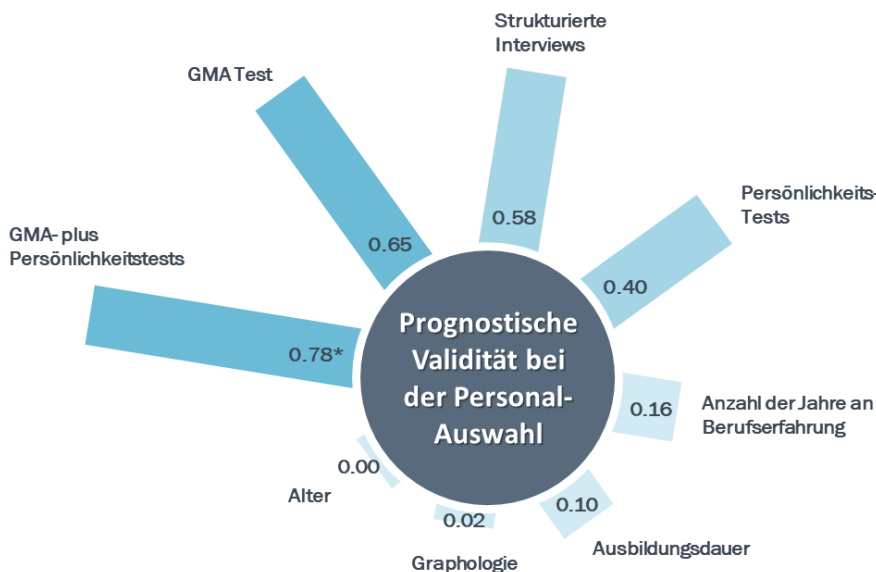 Strukturierte
Interviews
GMA Test
Persönlichkeits-
Tests
0.58
0.65
GMA- plus
Persönlichkeitstests
0.40
Prognostische
Validität bei
der Personal-
Auswahl
0.78*
0.16
Anzahl der Jahre an
Berufserfahrung
0.00
Alter
0.02
Graphologie
0.10
Ausbildungsdauer